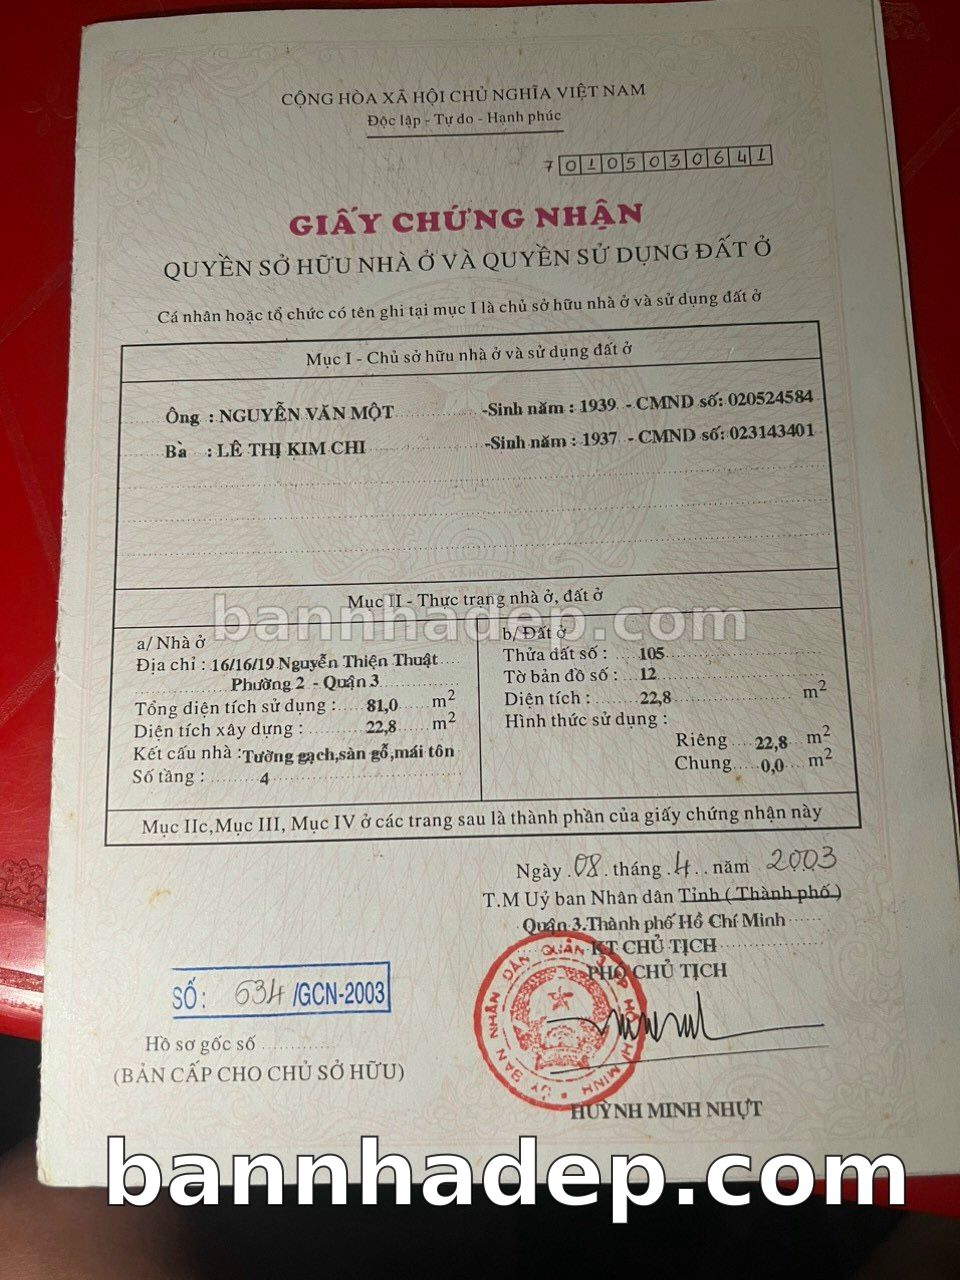 CỘNG HÒA XÃ HỘI CHỦ NGHĨA VIỆT NAM
Độc lập - Tự do - Hạnh phúc
7 0105030641
GIẤY CHỨNG NHẬN
QUYỀN SỞ HỮU NHÀ Ở VÀ QUYỀN SỬ DỤNG ĐẤT Ở
Cá nhân hoặc tổ chức có tên ghi tại mục I là chủ sở hữu nhà ở và sử dụng đất ở
Mục I - Chủ sở hữu nhà ở và sử dụng đất ở
Ông : NGUYỄN VĂN MỘT -Sinh năm : 1939 - CMND số: 020524584
Bà : LÊ THỊ KIM CHI -Sinh năm : 1937 - CMND số: 023143401
Mục II - Thực trạng nhà ở, đất ở
bannhadep.com
a/ Nhà ở
Địa chỉ : 16/16/19 Nguyễn Thiện Thuật
Phường 2 - Quận 3
Tổng diện tích sử dụng : 81,0 m2
Diện tích xây dựng : 22,8 m2
Kết cấu nhà : Tường gạch,sàn gỗ,mái tôn
Số tầng : 4
b/ Đất ở
Thửa đất số : 105
Tờ bản đồ số : 12
Diện tích : 22,8 m2
Hình thức sử dụng :
Riêng 22,8 m2
Chung 0,0 m2
Mục IIc,Mục III, Mục IV ở các trang sau là thành phần của giấy chứng nhận này
Ngày 08 tháng 4 năm 2003
T.M Uỷ ban Nhân dân Tỉnh ( Thành phố )
Quận 3.Thành phố Hồ Chí Minh
KT CHỦ TỊCH
PHÓ CHỦ TỊCH
ỦY BAN NHÂN DÂN QUẬN 3 TP HỒ CHÍ MINH
SỐ: 634 /GCN-2003
Hồ sơ gốc số
(BẢN CẤP CHO CHỦ SỞ HỮU)
HUỲNH MINH NHỰT
bannhadep.com